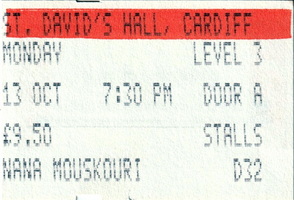 ST. DAVID'S HALL, CARDIFF
MONDAY LEVEL 3
13 OCT 7:30 PM DOOR A
£9.50 STALLS
NANA MOUSKOURI D32